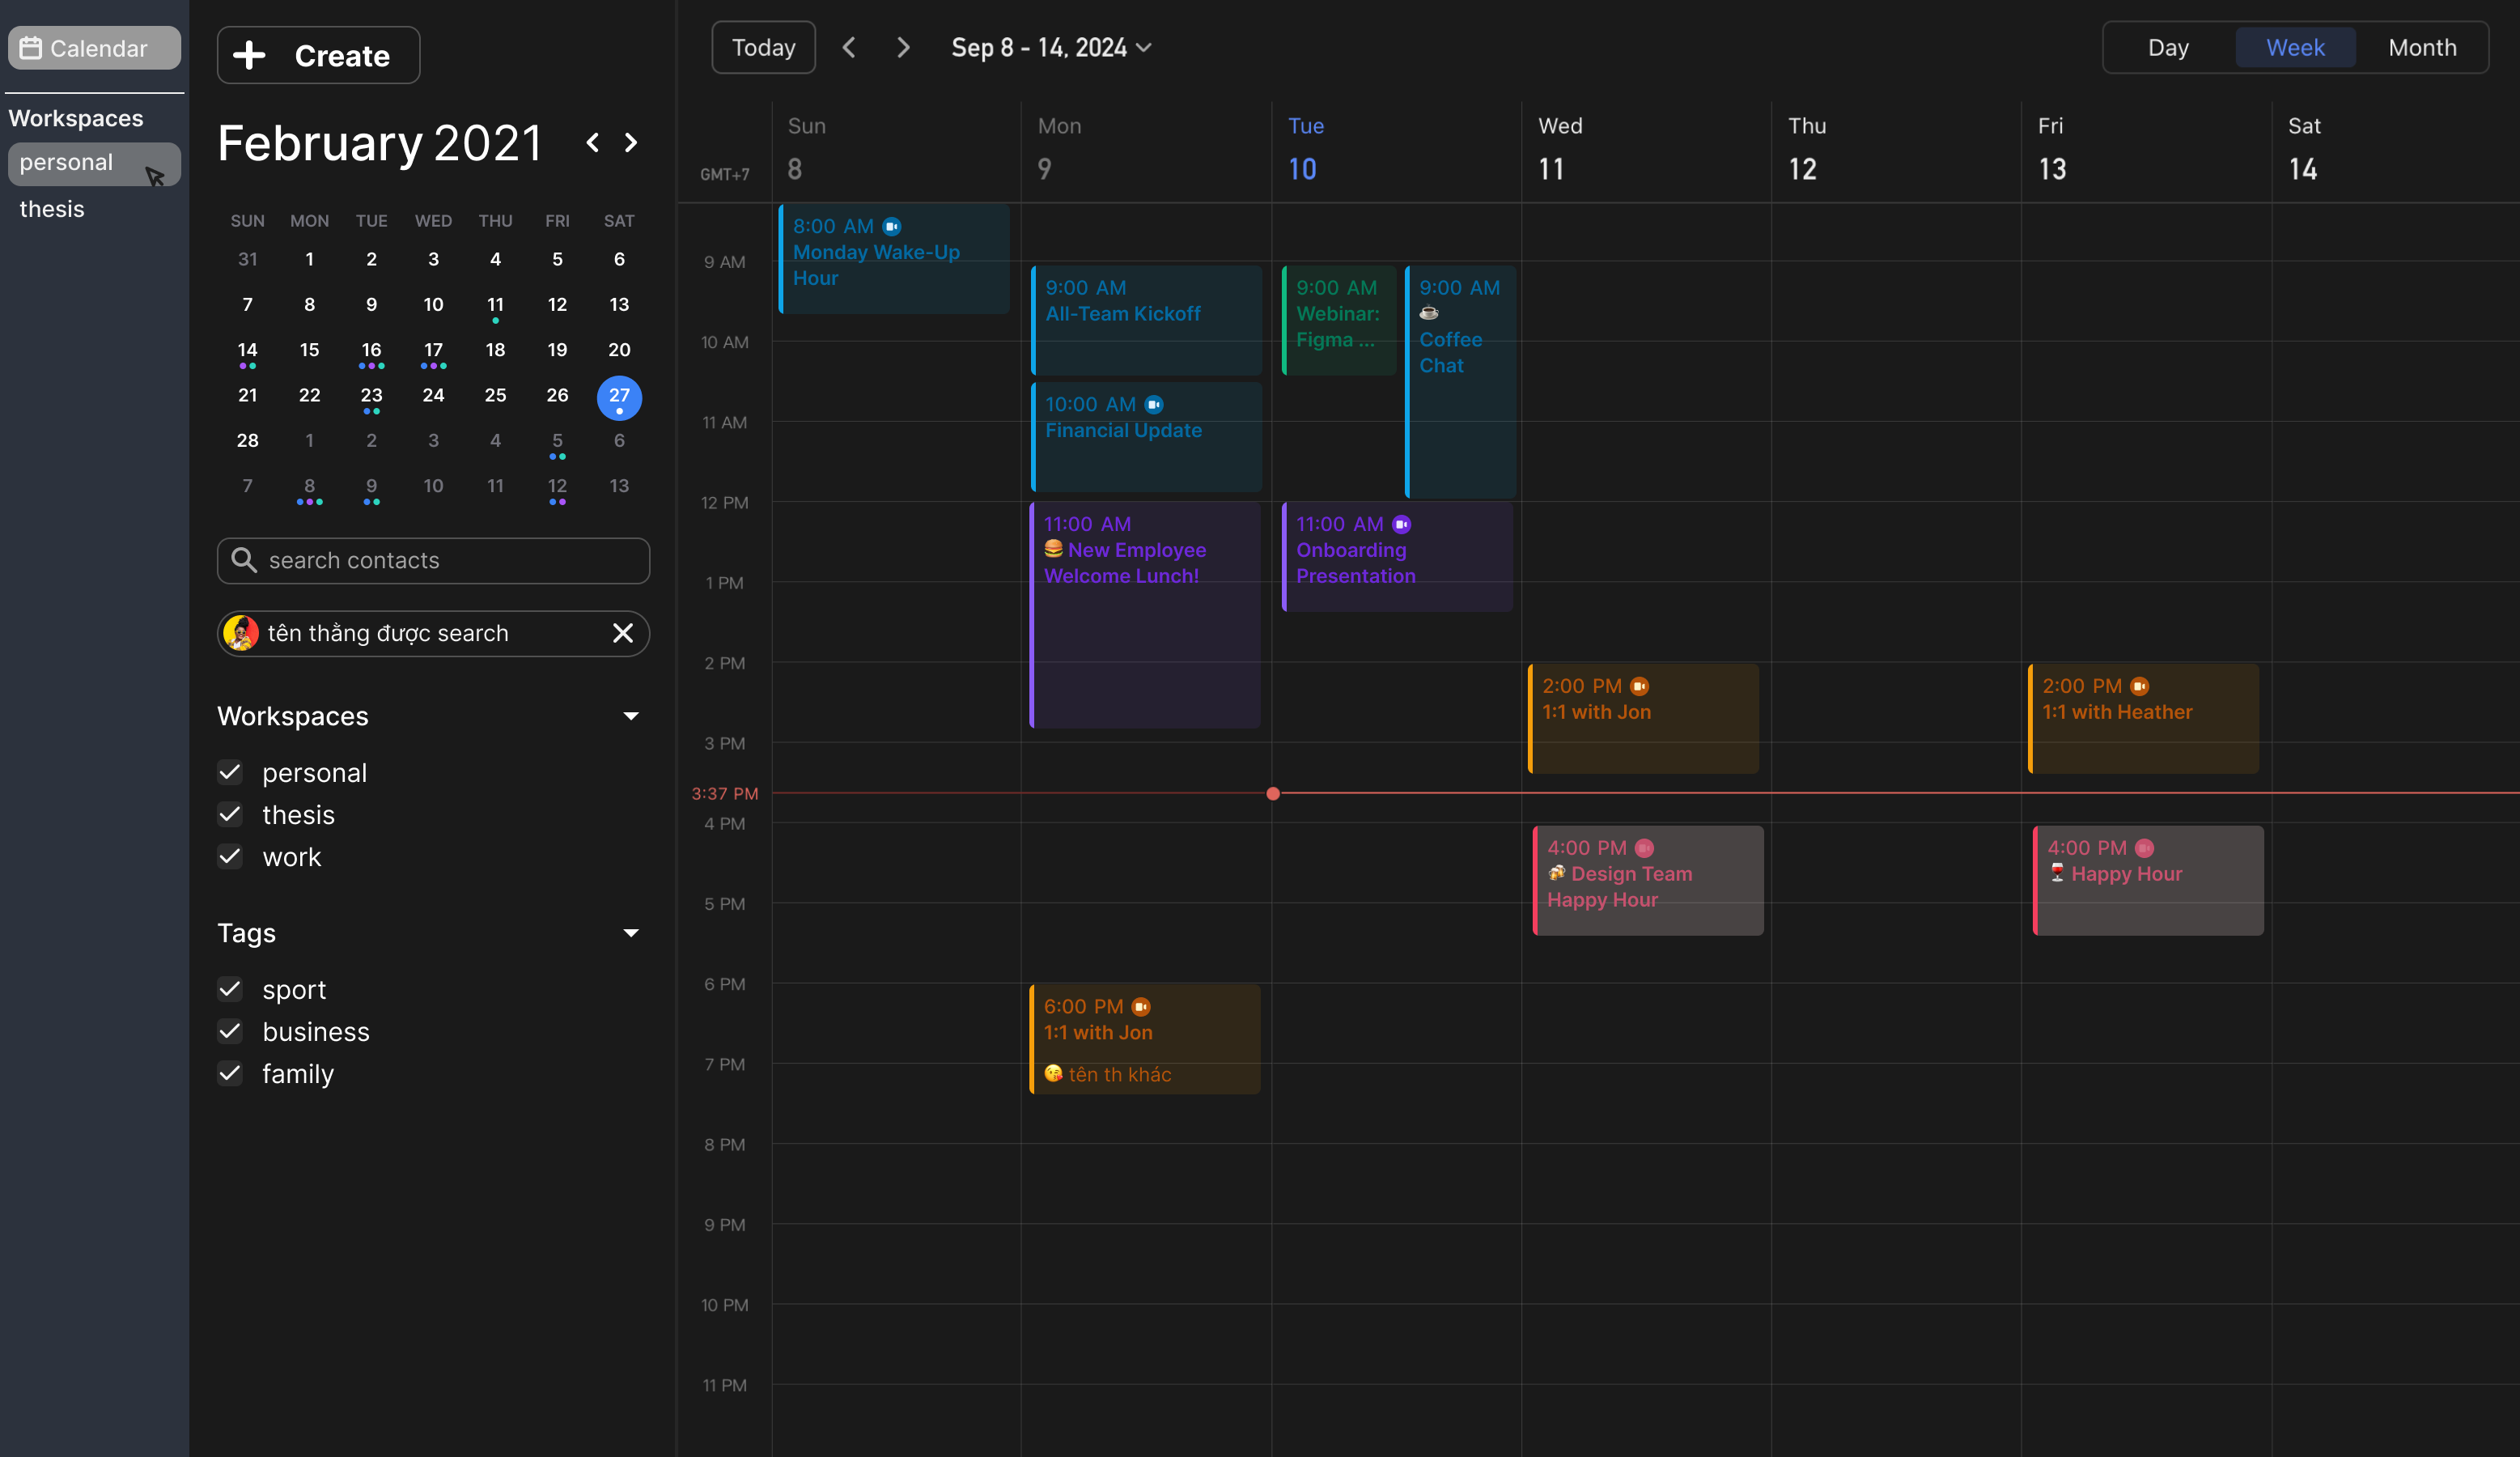 Calendar
Workspaces
personal
thesis
Create
February 2021
SUN MON TUE WED THU FRI SAT
31 1 2 3 4 5 6
7 8 9 10 11 12 13
14 15 16 17 18 19 20
21 22 23 24 25 26 27
28 1 2 3 4 5 6
7 8 9 10 11 12 13
search contacts
tên thằng được search
Workspaces
personal
thesis
work
Tags
sport
business
family
Today
Sep 8 - 14, 2024
Day Week Month
GMT+7
Sun
8
Mon
9
Tue
10
Wed
11
Thu
12
Fri
13
Sat
14
9 AM
10 AM
11 AM
12 PM
1 PM
2 PM
3 PM
3:37 PM
4 PM
5 PM
6 PM
7 PM
8 PM
9 PM
10 PM
11 PM
8:00 AM
Monday Wake-Up
Hour
9:00 AM
All-Team Kickoff
10:00 AM
Financial Update
11:00 AM
🍔 New Employee
Welcome Lunch!
6:00 PM
1:1 with Jon
😘 tên th khác
9:00 AM
Webinar:
Figma ...
9:00 AM
☕
Coffee
Chat
11:00 AM
Onboarding
Presentation
2:00 PM
1:1 with Jon
4:00 PM
🍻 Design Team
Happy Hour
2:00 PM
1:1 with Heather
4:00 PM
🍷 Happy Hour